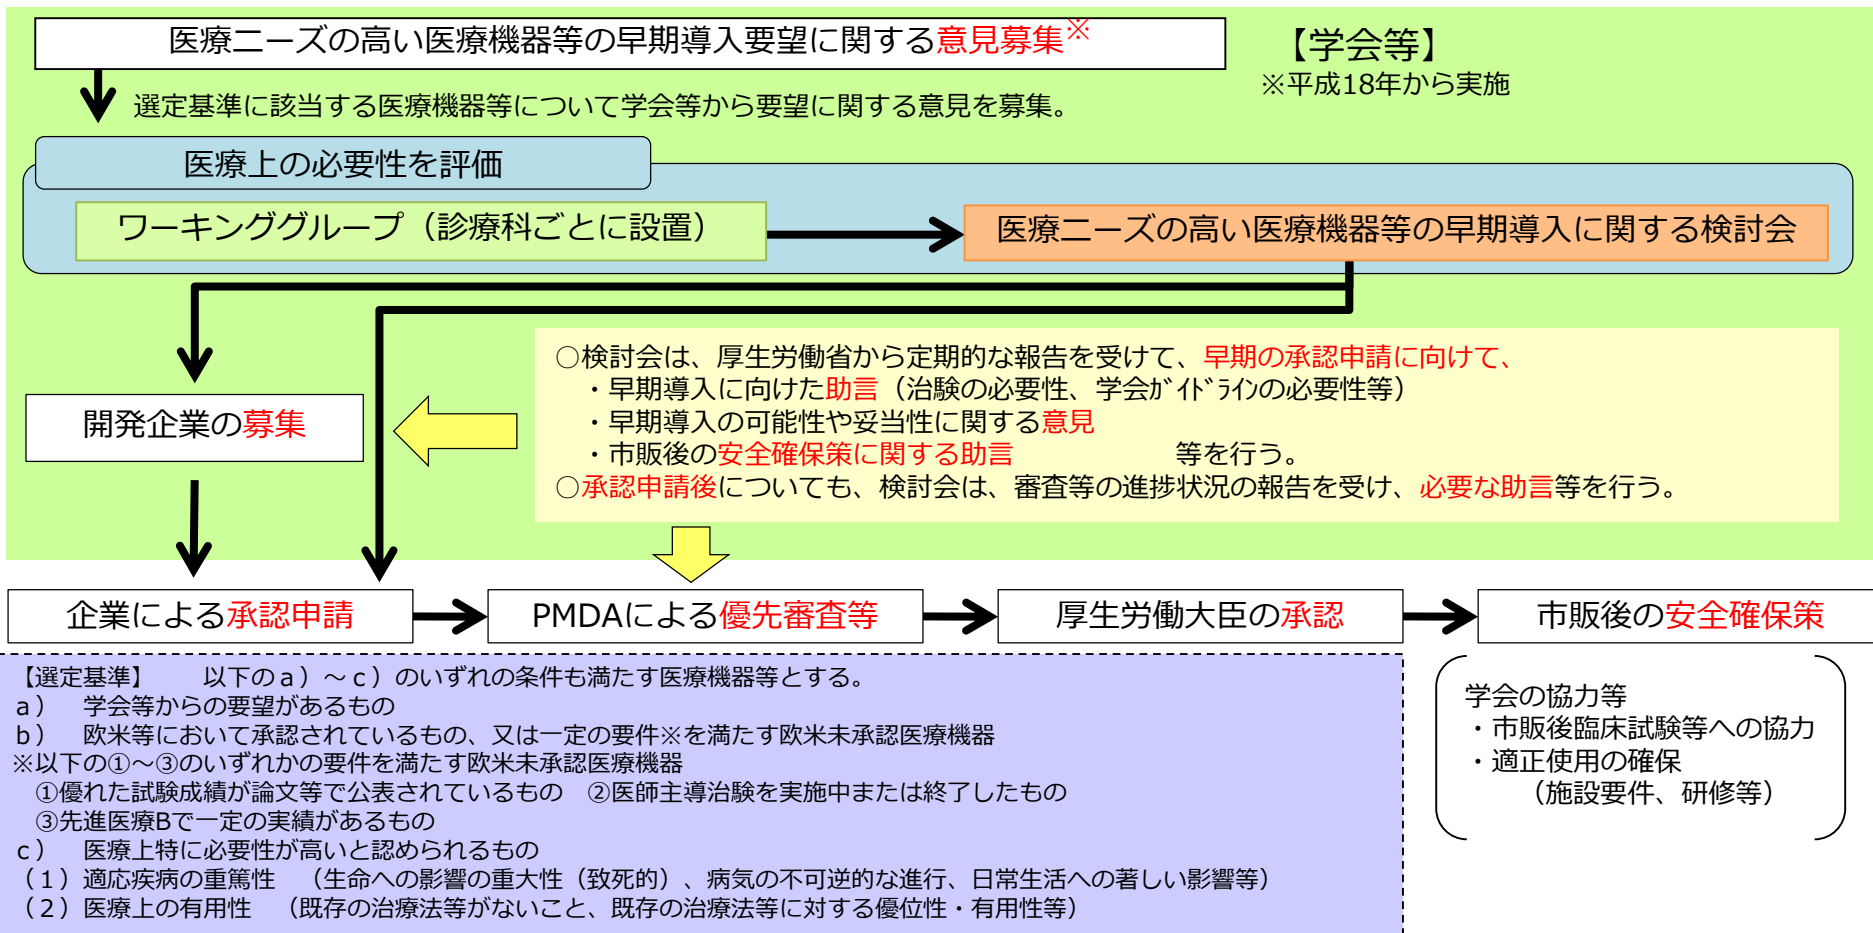 医療ニーズの高い医療機器等の早期導入要望に関する意見募集※
【学会等】
※平成18年から実施
選定基準に該当する医療機器等について学会等から要望に関する意見を募集。
医療上の必要性を評価
ワーキンググループ（診療科ごとに設置）
医療ニーズの高い医療機器等の早期導入に関する検討会
○検討会は、厚生労働省から定期的な報告を受けて、早期の承認申請に向けて、
・早期導入に向けた助言（治験の必要性、学会ｶﾞｲﾄﾞﾗｲﾝの必要性等）
・早期導入の可能性や妥当性に関する意見
・市販後の安全確保策に関する助言　　　　　　等を行う。
○承認申請後についても、検討会は、審査等の進捗状況の報告を受け、必要な助言等を行う。
開発企業の募集
企業による承認申請
PMDAによる優先審査等
厚生労働大臣の承認
市販後の安全確保策
【選定基準】　　以下のａ）～ｃ）のいずれの条件も満たす医療機器等とする。
ａ）　学会等からの要望があるもの
ｂ）　欧米等において承認されているもの、又は一定の要件※を満たす欧米未承認医療機器
※以下の①～③のいずれかの要件を満たす欧米未承認医療機器
①優れた試験成績が論文等で公表されているもの　②医師主導治験を実施中または終了したもの
③先進医療Bで一定の実績があるもの
ｃ）　医療上特に必要性が高いと認められるもの
（１）適応疾病の重篤性　（生命への影響の重大性（致死的）、病気の不可逆的な進行、日常生活への著しい影響等）
（２）医療上の有用性　（既存の治療法等がないこと、既存の治療法等に対する優位性・有用性等）
学会の協力等
・市販後臨床試験等への協力
・適正使用の確保
（施設要件、研修等）